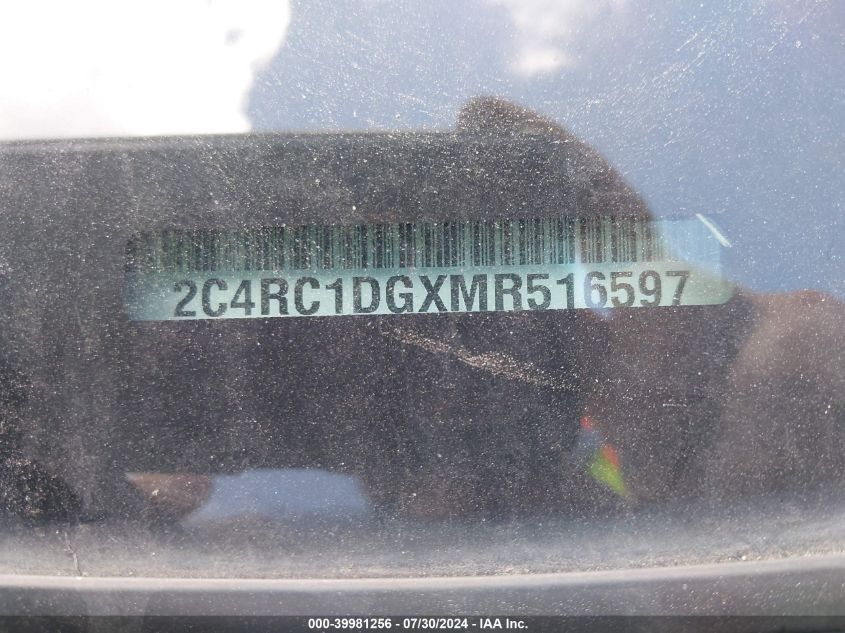 2C4RC1DGXMR516597
000-39981256 - 07/30/2024 - IAA Inc.